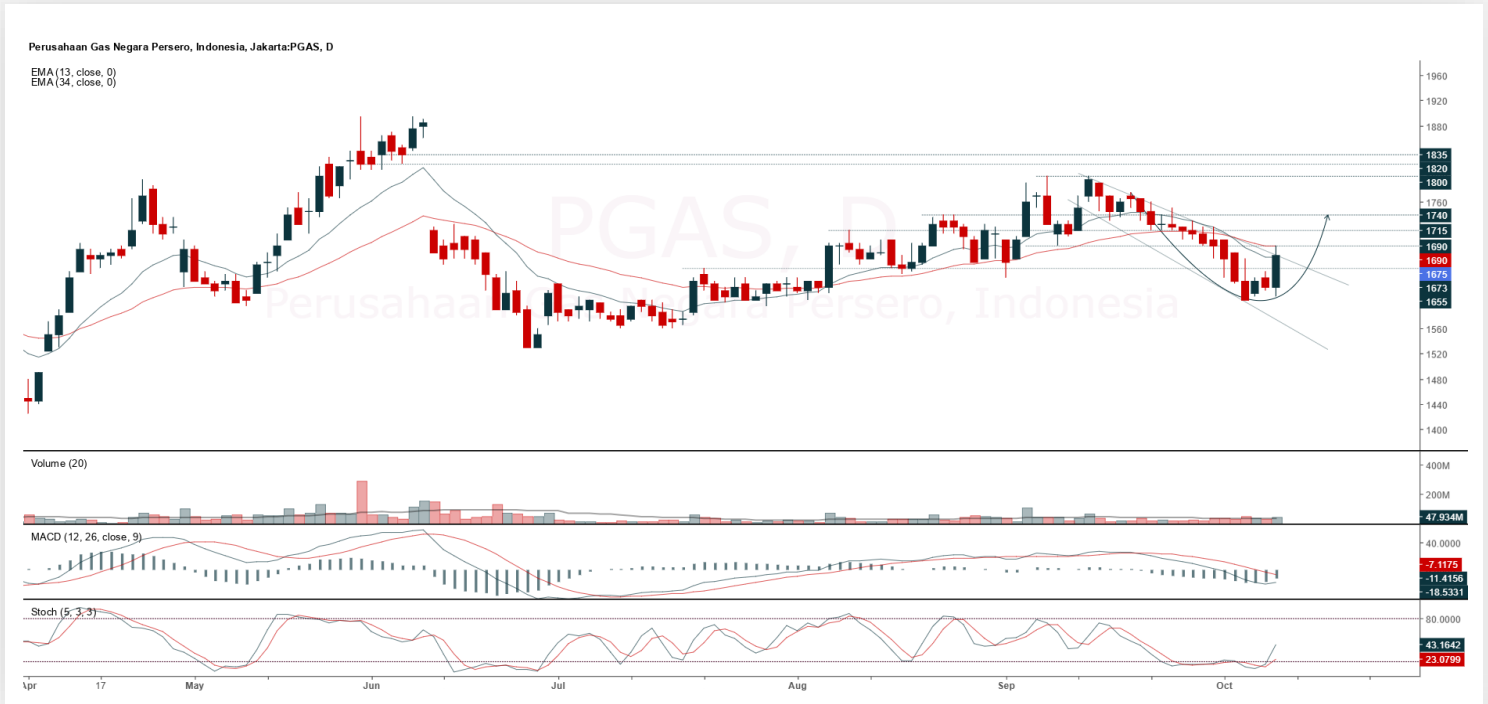 Perusahaan Gas Negara Persero, Indonesia, Jakarta:PGAS, D
EMA (13, close, 0)
EMA (34, close, 0)
PGAS, D
Perusahaan Gas Negara Persero, Indonesia
1960
1920
1880
1835
1820
1800
1760
1740
1715
1690
1690
1675
1673
1655
1560
1520
1480
1440
1400
Volume (20)
400M
200M
47.934M
MACD (12, 26, close, 9)
40.0000
-7.1175
-11.4156
-18.5331
Stoch (5, 3, 3)
80.0000
43.1642
23.0799
Apr 17 May Jun Jul Aug Sep Oct